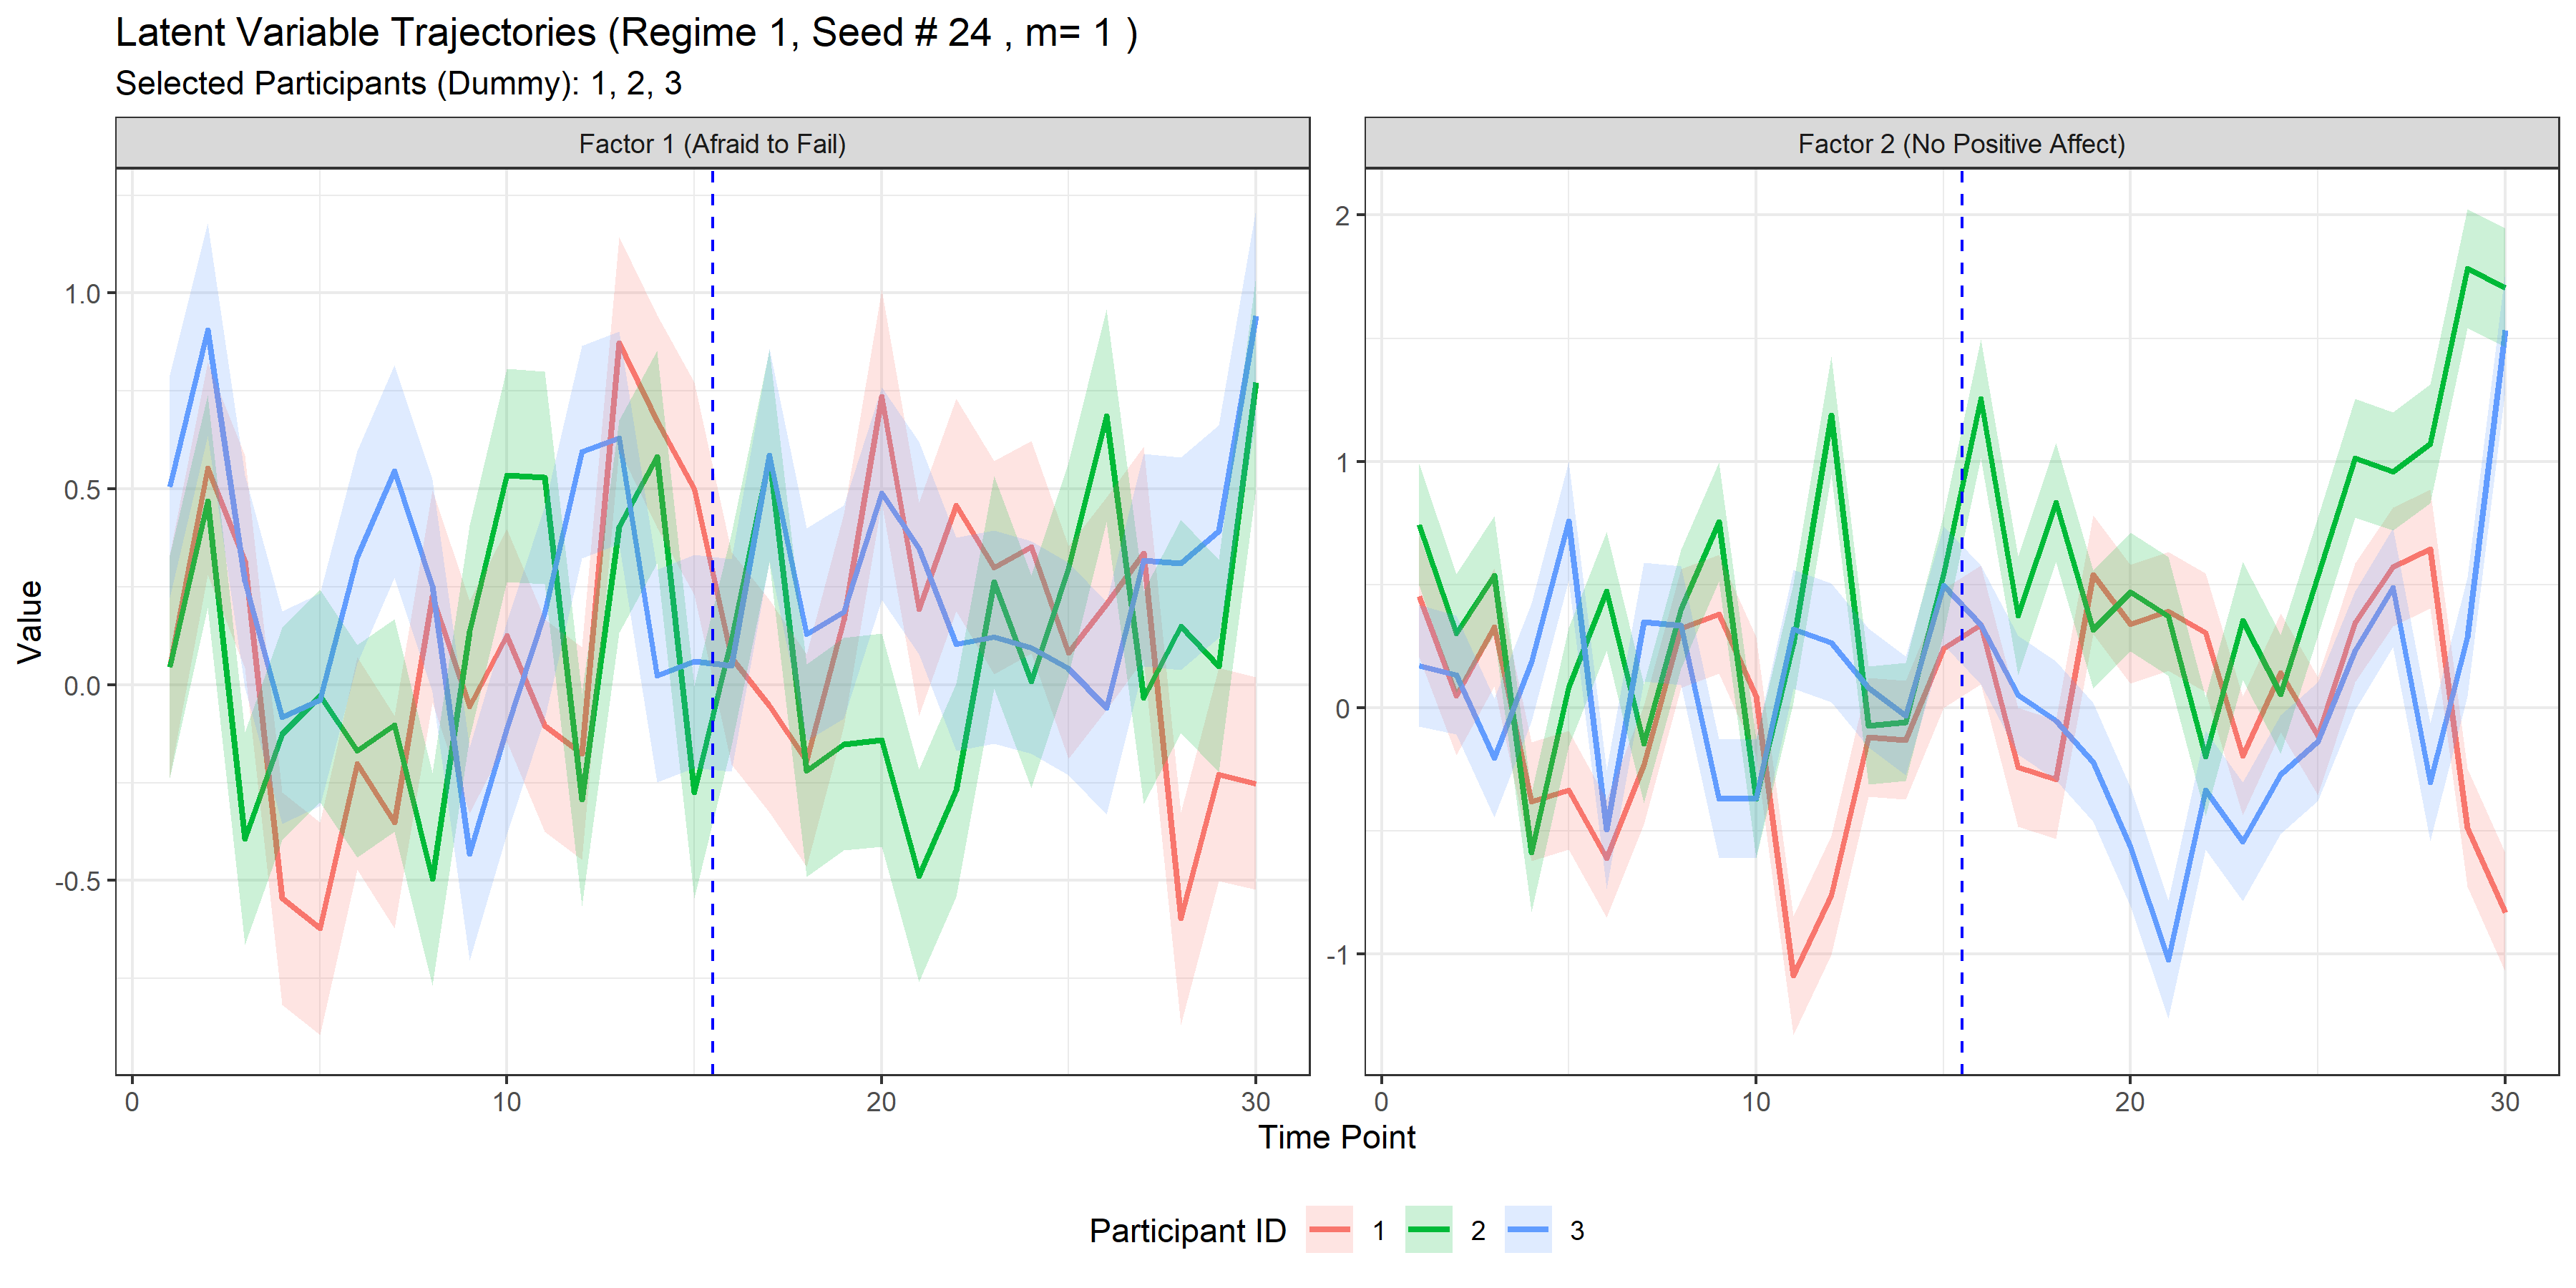 Latent Variable Trajectories (Regime 1, Seed # 24 , m= 1 )
Selected Participants (Dummy): 1, 2, 3
Factor 1 (Afraid to Fail)
Factor 2 (No Positive Affect)
Value
1.0
0.5
0.0
-0.5
2
1
0
-1
0 10 20 30
0 10 20 30
Time Point
Participant ID 1 2 3